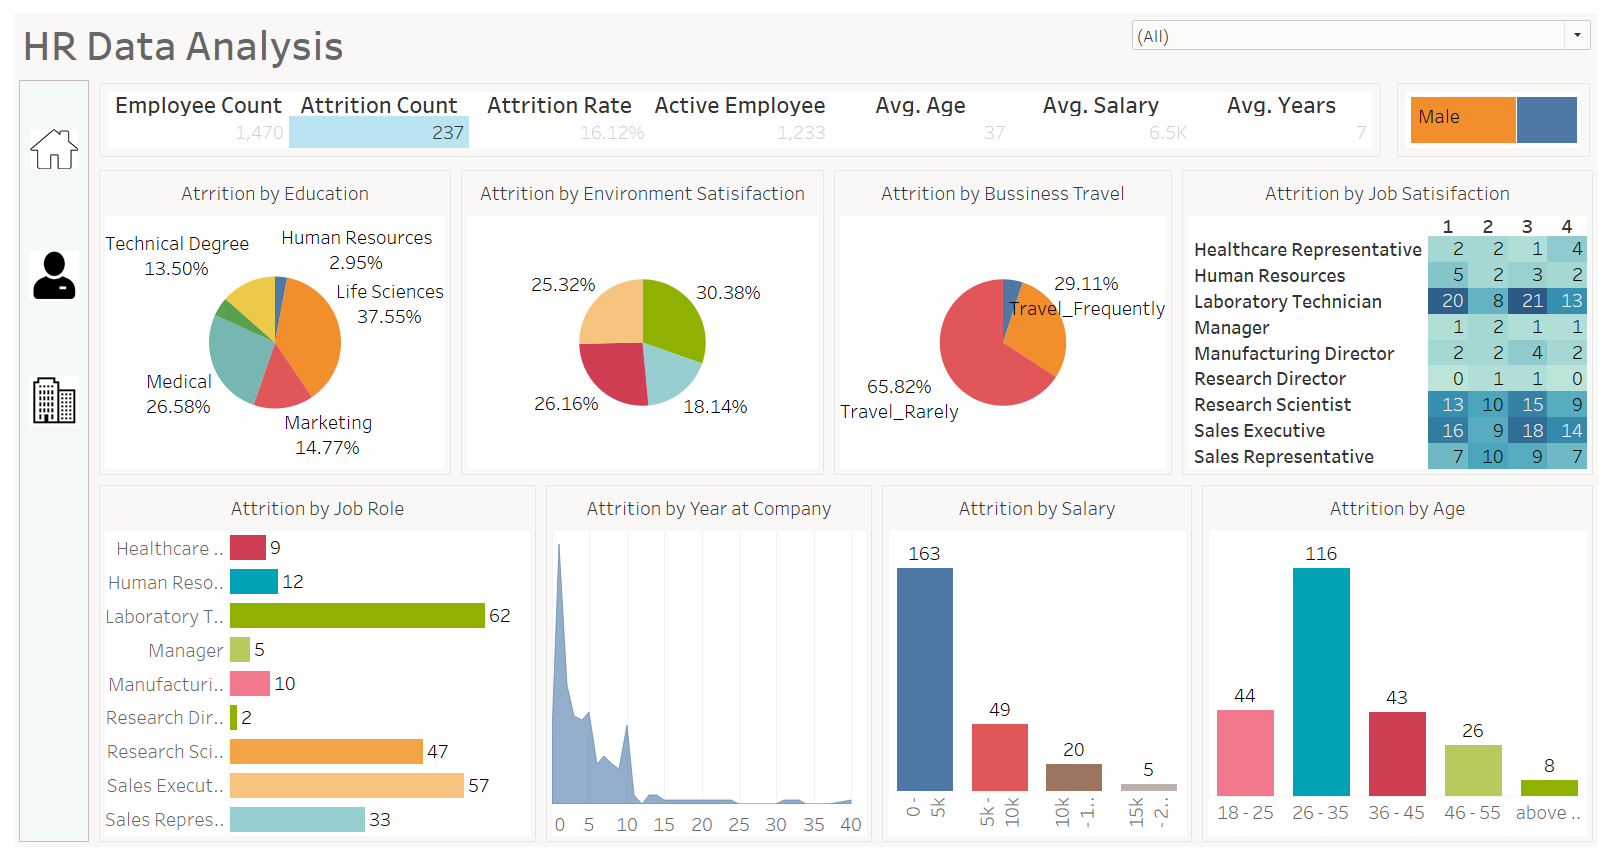 HR Data Analysis
(All)
Employee Count Attrition Count Attrition Rate Active Employee Avg. Age Avg. Salary Avg. Years
1,470 237 16.12% 1,233 37 6.5K 7
Male
Atrrition by Education
Technical Degree
13.50%
Human Resources
2.95%
Life Sciences
37.55%
Medical
26.58%
Marketing
14.77%
Attrition by Environment Satisifaction
25.32%
30.38%
26.16%
18.14%
Attrition by Bussiness Travel
29.11%
Travel_Frequently
65.82%
Travel_Rarely
Attrition by Job Satisifaction
1 2 3 4
Healthcare Representative 2 2 1 4
Human Resources 5 2 3 2
Laboratory Technician 20 8 21 13
Manager 1 2 1 1
Manufacturing Director 2 2 4 2
Research Director 0 1 1 0
Research Scientist 13 10 15 9
Sales Executive 16 9 18 14
Sales Representative 7 10 9 7
Attrition by Job Role
Healthcare .. 9
Human Reso.. 12
Laboratory T.. 62
Manager 5
Manufacturi.. 10
Research Dir.. 2
Research Sci.. 47
Sales Execut.. 57
Sales Repres.. 33
Attrition by Year at Company
0 5 10 15 20 25 30 35 40
Attrition by Salary
163
49
20
5
0 -
5k
5k -
10k
10k
- 1..
15k
- 2..
Attrition by Age
44
116
43
26
8
18 - 25 26 - 35 36 - 45 46 - 55 above ..